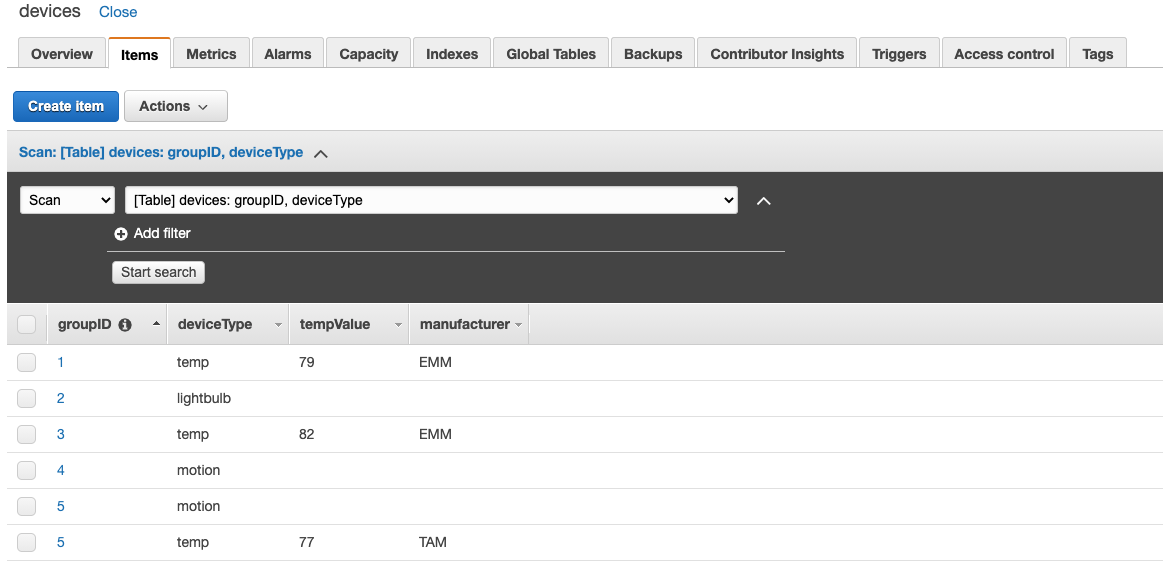 devices Close
Overview Items Metrics Alarms Capacity Indexes Global Tables Backups Contributor Insights Triggers Access control Tags
Create item Actions
Scan: [Table] devices: groupID, deviceType
Scan [Table] devices: groupID, deviceType
Add filter
Start search
groupID deviceType tempValue manufacturer
1 temp 79 EMM
2 lightbulb
3 temp 82 EMM
4 motion
5 motion
5 temp 77 TAM